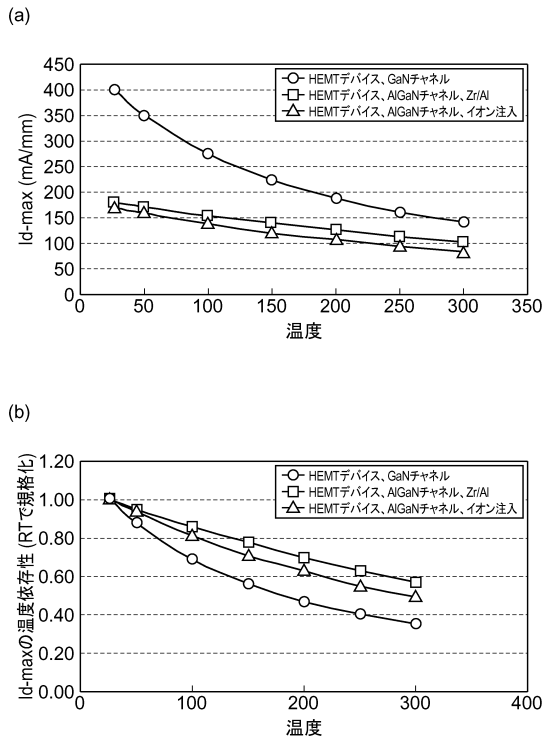 (a)
Id-max (mA/mm)
450
400
350
300
250
200
150
100
50
0
HEMTデバイス、GaNチャネル
HEMTデバイス、AlGaNチャネル、Zr/Al
HEMTデバイス、AlGaNチャネル、イオン注入
0 50 100 150 200 250 300 350
温度
(b)
Id-maxの温度依存性 (RTで規格化)
1.20
1.00
0.80
0.60
0.40
0.20
0.00
HEMTデバイス、GaNチャネル
HEMTデバイス、AlGaNチャネル、Zr/Al
HEMTデバイス、AlGaNチャネル、イオン注入
0 100 200 300 400
温度